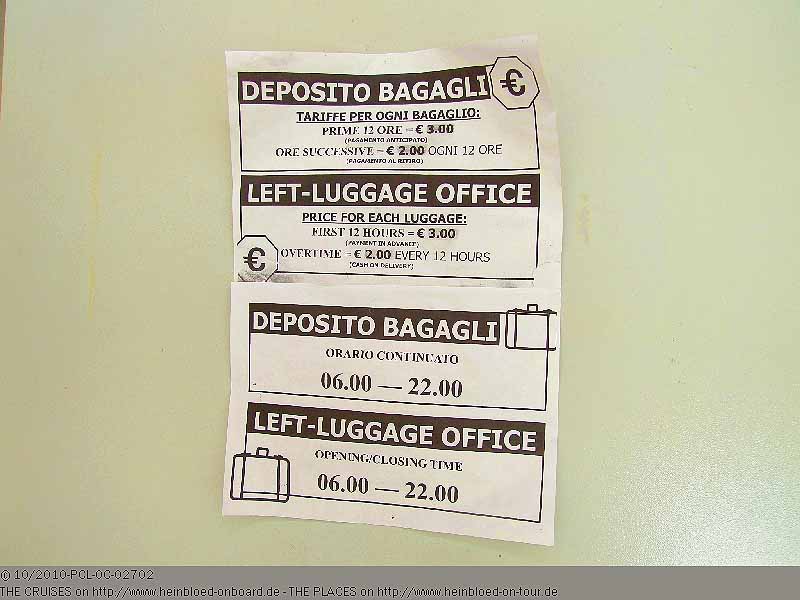 DEPOSITO BAGAGLI €
TARIFFE PER OGNI BAGAGLIO:
PRIME 12 ORE = € 3.00
(PAGAMENTO ANTICIPATO)
ORE SUCCESSIVE = € 2.00 OGNI 12 ORE
(PAGAMENTO AL RITIRO)
LEFT-LUGGAGE OFFICE
PRICE FOR EACH LUGGAGE:
FIRST 12 HOURS = € 3.00
(PAYMENT IN ADVANCE)
€ OVERTIME = € 2.00 EVERY 12 HOURS
(CASH ON DELIVERY)
DEPOSITO BAGAGLI
ORARIO CONTINUATO
06.00 — 22.00
LEFT-LUGGAGE OFFICE
OPENING/CLOSING TIME
06.00 — 22.00
© 10/2010-PCL-OC-02702
THE CRUISES on http://www.heinbloed-onboard.de - THE PLACES on http://www.heinbloed-on-tour.de